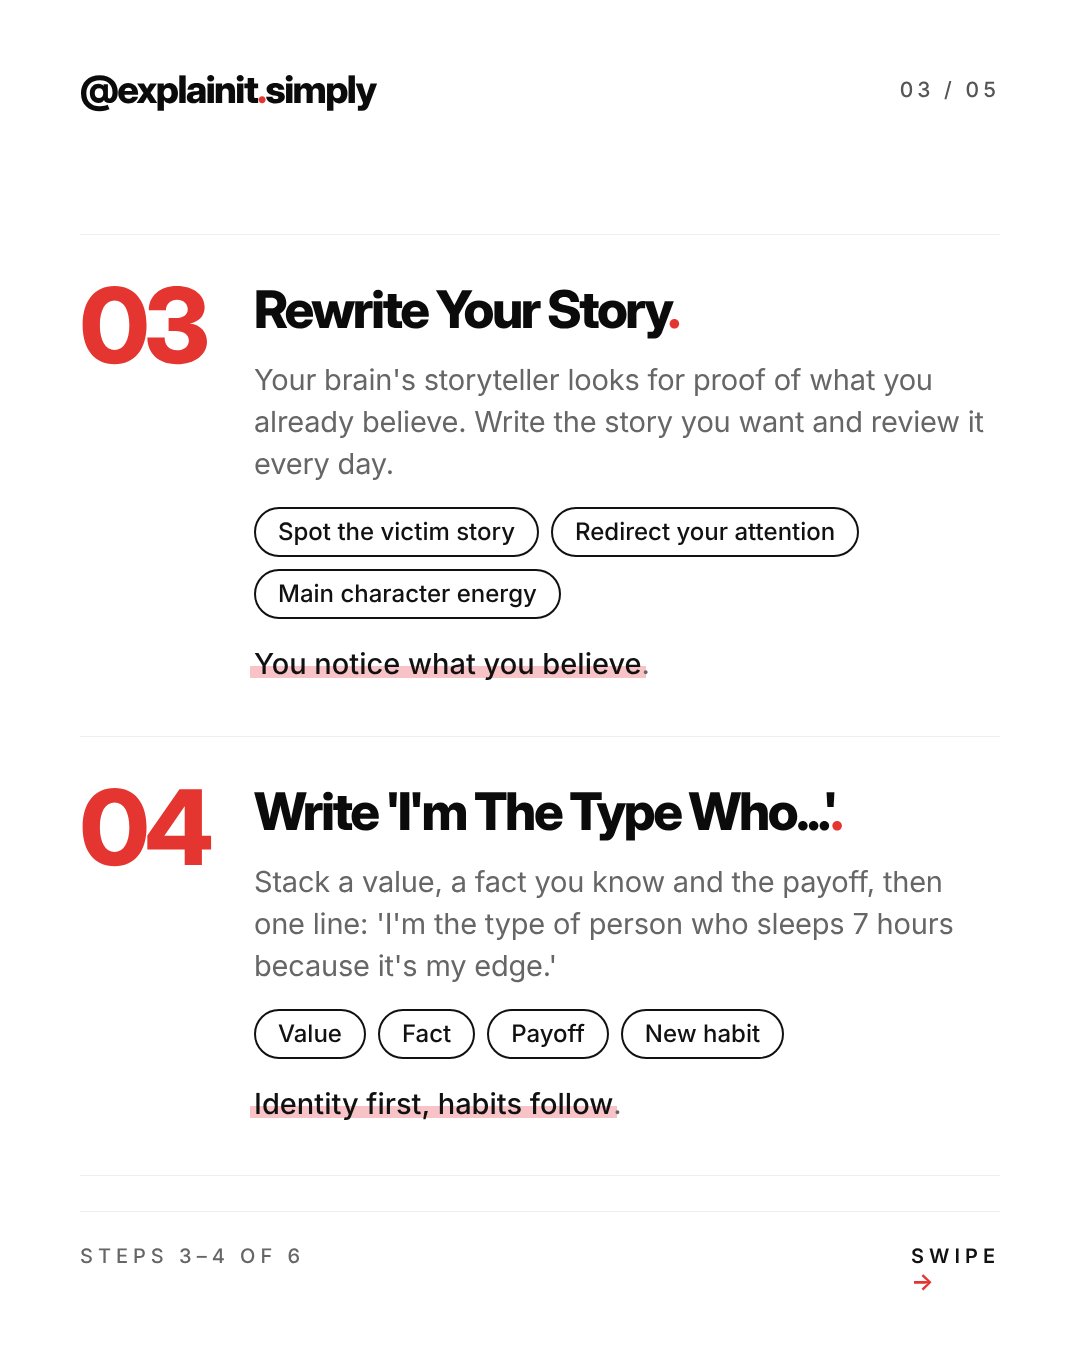 @explainit.simply
03 / 05
03
Rewrite Your Story.
Your brain's storyteller looks for proof of what you
already believe. Write the story you want and review it
every day.
Spot the victim story
Redirect your attention
Main character energy
You notice what you believe.
04
Write 'I'm The Type Who...'.
Stack a value, a fact you know and the payoff, then
one line: 'I'm the type of person who sleeps 7 hours
because it's my edge.'
Value
Fact
Payoff
New habit
Identity first, habits follow.
STEPS 3–4 OF 6
SWIPE
→